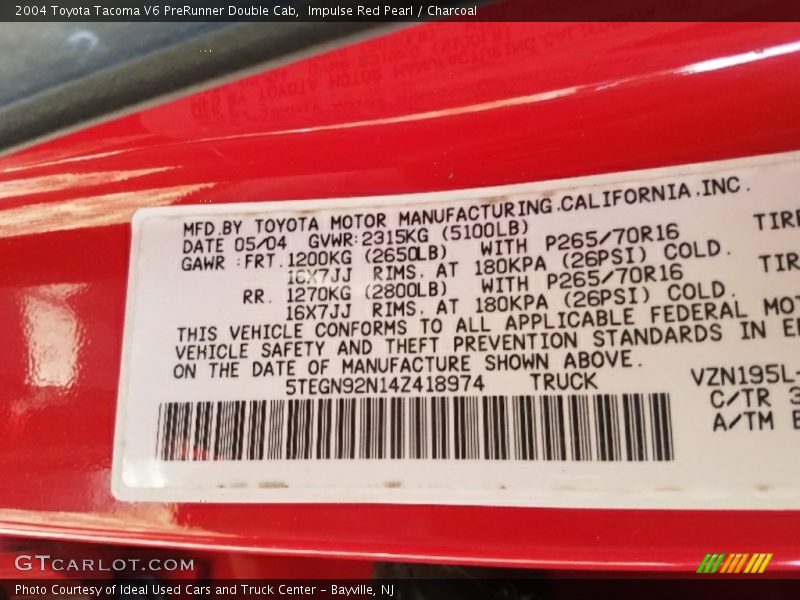 2004 Toyota Tacoma V6 PreRunner Double Cab, Impulse Red Pearl / Charcoal
MFD.BY TOYOTA MOTOR MANUFACTURING.CALIFORNIA.INC.
DATE 05/04 GVWR:2315KG (5100LB)
GAWR :FRT.1200KG (2650LB) WITH P265/70R16 TIRE
16X7JJ RIMS. AT 180KPA (26PSI) COLD.
RR. 1270KG (2800LB) WITH P265/70R16 TIR
16X7JJ RIMS. AT 180KPA (26PSI) COLD.
THIS VEHICLE CONFORMS TO ALL APPLICABLE FEDERAL MOT
VEHICLE SAFETY AND THEFT PREVENTION STANDARDS IN E
ON THE DATE OF MANUFACTURE SHOWN ABOVE.
5TEGN92N14Z418974 TRUCK VZN195L-
C/TR 3
A/TM
GTCARLOT.COM
Photo Courtesy of Ideal Used Cars and Truck Center - Bayville, NJ